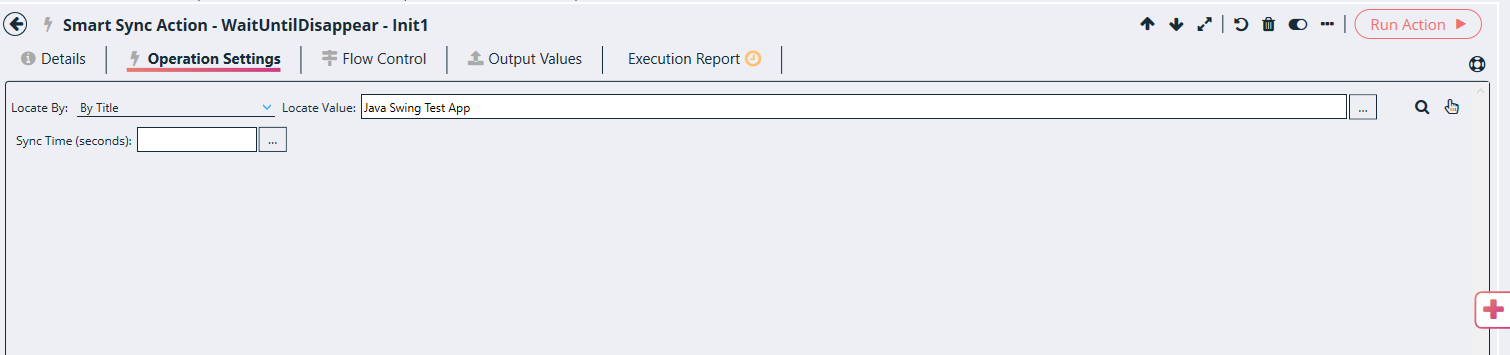 Smart Sync Action - WaitUntilDisappear - Init1
Run Action
Details
Operation Settings
Flow Control
Output Values
Execution Report
Locate By: By Title Locate Value: Java Swing Test App ...
Sync Time (seconds): ...